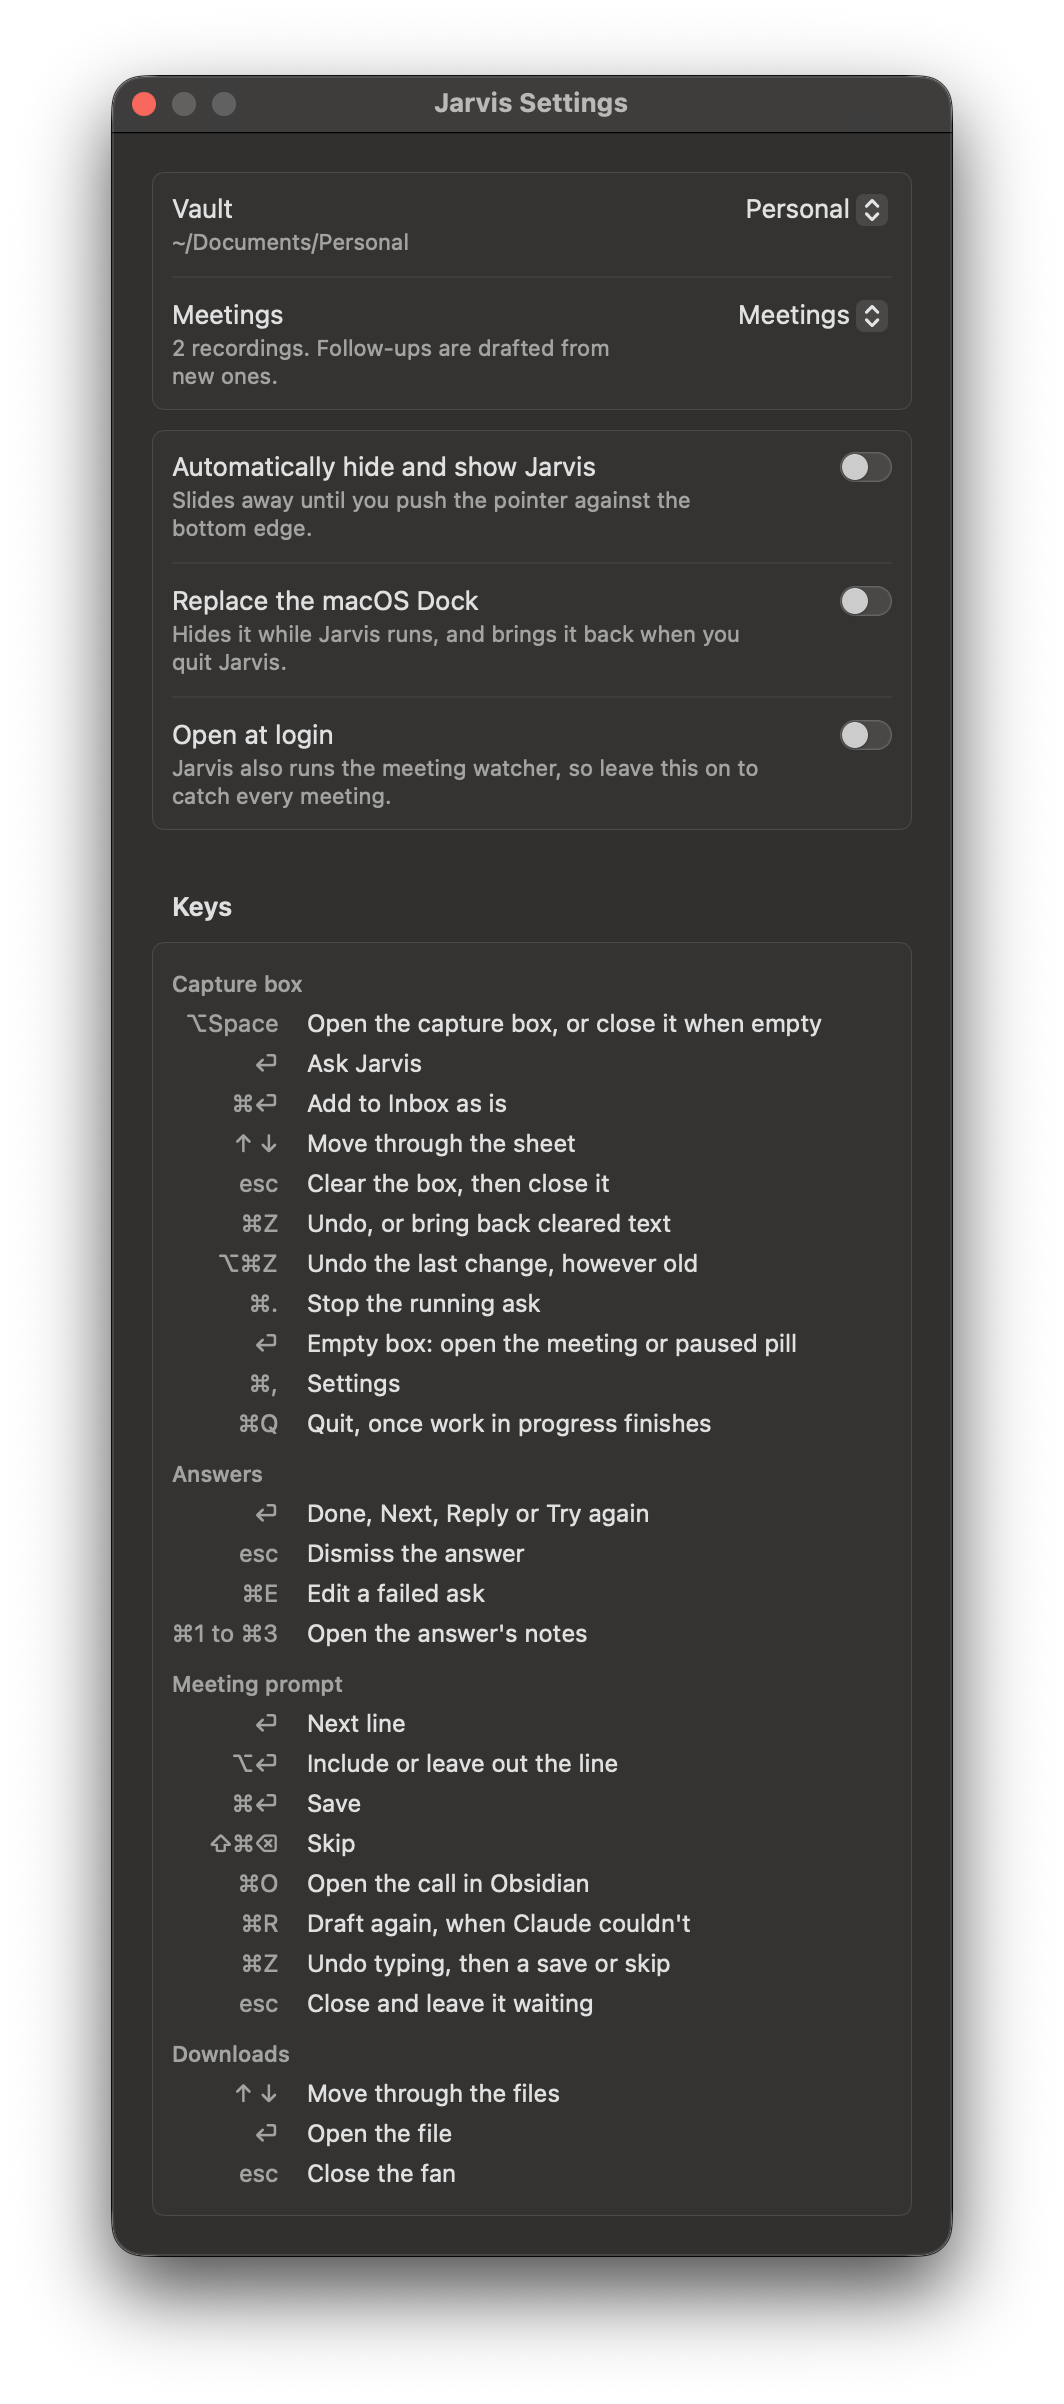 Jarvis Settings
Vault
Personal
~/Documents/Personal
Meetings
Meetings
2 recordings. Follow-ups are drafted from
new ones.
Automatically hide and show Jarvis
Slides away until you push the pointer against the
bottom edge.
Replace the macOS Dock
Hides it while Jarvis runs, and brings it back when you
quit Jarvis.
Open at login
Jarvis also runs the meeting watcher, so leave this on to
catch every meeting.
Keys
Capture box
⌥Space Open the capture box, or close it when empty
↩ Ask Jarvis
⌘↩ Add to Inbox as is
↑ ↓ Move through the sheet
esc Clear the box, then close it
⌘Z Undo, or bring back cleared text
⌥⌘Z Undo the last change, however old
⌘. Stop the running ask
↩ Empty box: open the meeting or paused pill
⌘, Settings
⌘Q Quit, once work in progress finishes
Answers
↩ Done, Next, Reply or Try again
esc Dismiss the answer
⌘E Edit a failed ask
⌘1 to ⌘3 Open the answer's notes
Meeting prompt
↩ Next line
⌥↩ Include or leave out the line
⌘↩ Save
⇧⌘⌫ Skip
⌘O Open the call in Obsidian
⌘R Draft again, when Claude couldn't
⌘Z Undo typing, then a save or skip
esc Close and leave it waiting
Downloads
↑ ↓ Move through the files
↩ Open the file
esc Close the fan